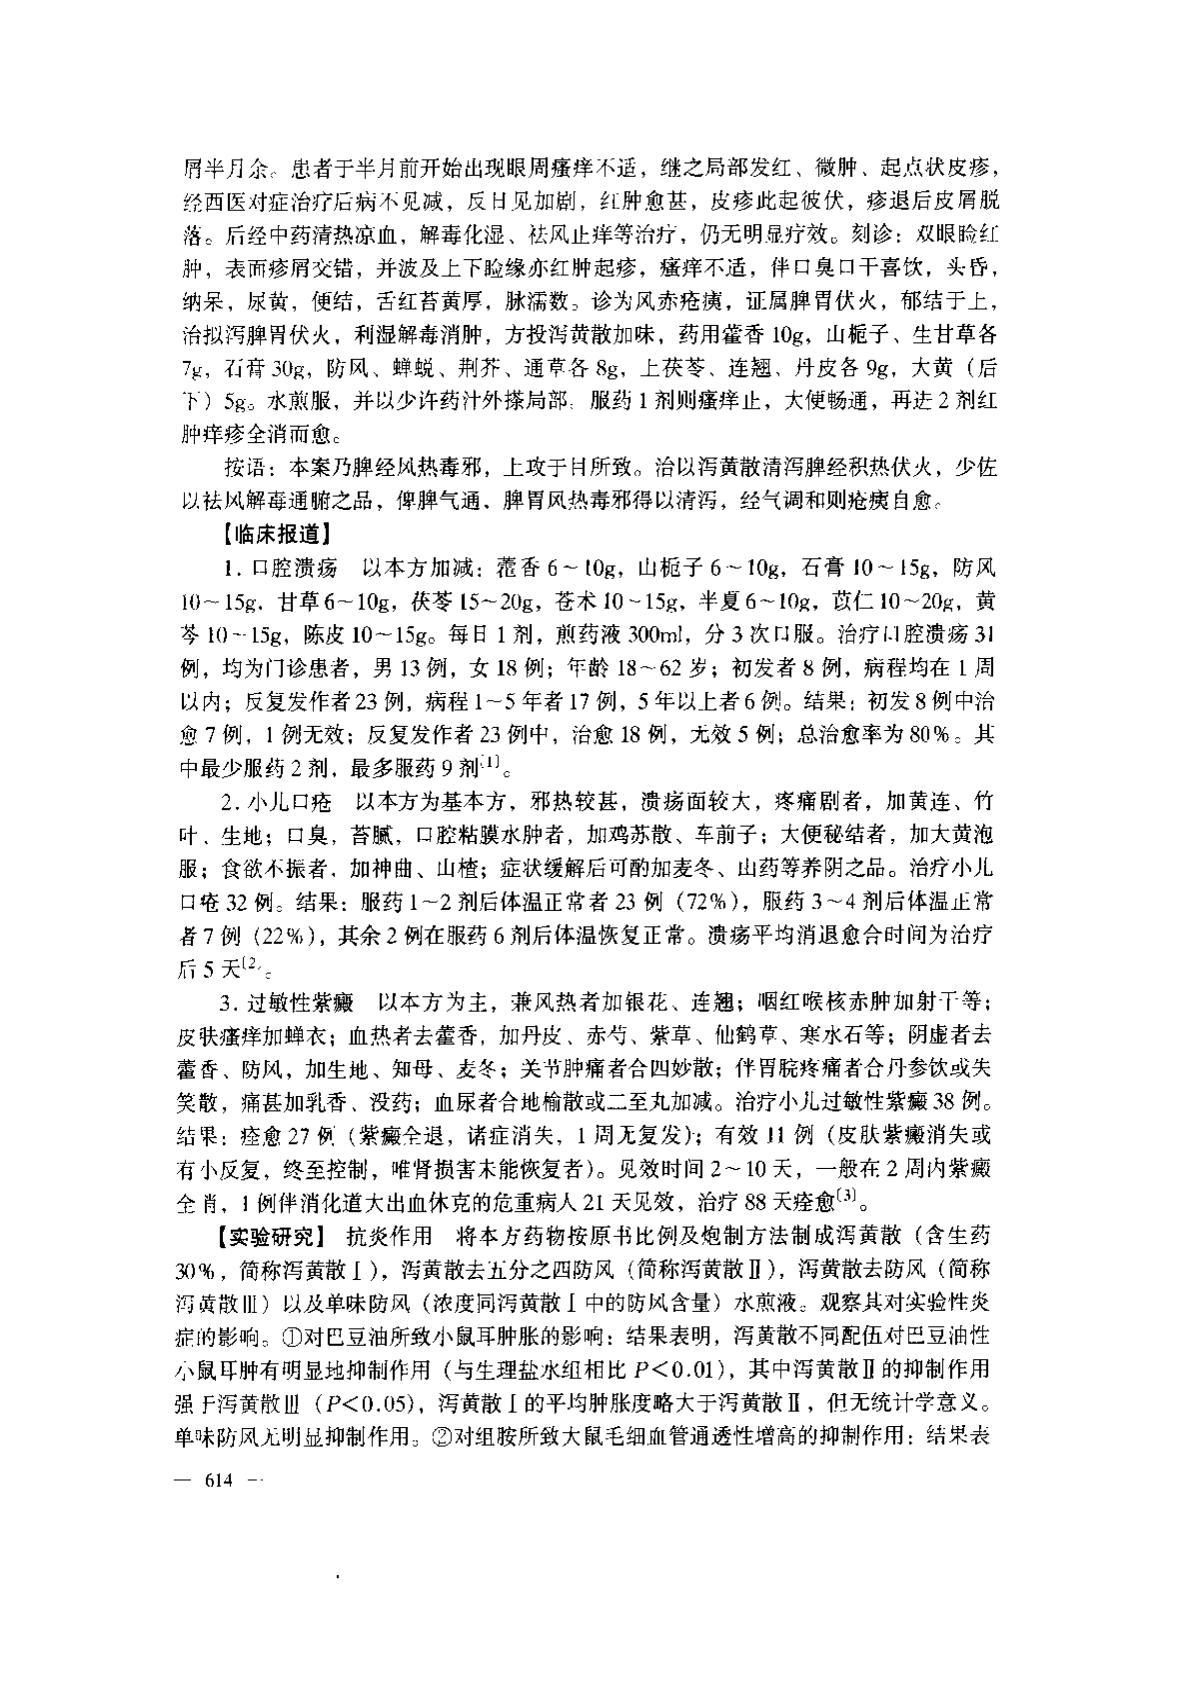 屑半月余。患者于半月前开始出现眼周瘙痒不适，继之局部发红、微肿、起点状皮疹，
经西医对症治疗后病不见减，反日见加剧，红肿愈甚，皮疹此起彼伏，疹退后皮屑脱
落。后经中药清热凉血，解毒化湿、祛风止痒等治疗，仍无明显疗效。刻诊：双眼睑红
肿，表面疹屑交错，并波及上下睑缘亦红肿起疹，瘙痒不适，伴口臭口干喜饮，头昏，
纳呆，尿黄，便结，舌红苔黄厚，脉濡数。诊为风赤疮痍，证属脾胃伏火，郁结于上，
治拟泻脾胃伏火，利湿解毒消肿，方投泻黄散加味，药用藿香 10g，山栀子、生甘草各
7g，石膏 30g，防风、蝉蜕、荆芥、通草各 8g，土茯苓、连翘、丹皮各 9g，大黄（后
下）5g。水煎服，并以少许药汁外搽局部。服药 1 剂则瘙痒止，大便畅通，再进 2 剂红
肿痒疹全消而愈。
按语：本案乃脾经风热毒邪，上攻于目所致。治以泻黄散清泻脾经积热伏火，少佐
以祛风解毒通腑之品，俾脾气通、脾胃风热毒邪得以清泻，经气调和则疮痍自愈。
【临床报道】
1. 口腔溃疡　以本方加减：藿香 6～10g，山栀子 6～10g，石膏 10～15g，防风
10～15g，甘草 6～10g，茯苓 15～20g，苍术 10～15g，半夏 6～10g，苡仁 10～20g，黄
芩 10～15g，陈皮 10～15g。每日 1 剂，煎药液 300ml，分 3 次口服。治疗口腔溃疡 31
例，均为门诊患者，男 13 例，女 18 例；年龄 18～62 岁；初发者 8 例，病程均在 1 周
以内；反复发作者 23 例，病程 1～5 年者 17 例，5 年以上者 6 例。结果：初发 8 例中治
愈 7 例，1 例无效；反复发作者 23 例中，治愈 18 例，无效 5 例；总治愈率为 80%。其
中最少服药 2 剂，最多服药 9 剂[1]。
2. 小儿口疮　以本方为基本方，邪热较甚，溃疡面较大，疼痛剧者，加黄连、竹
叶、生地；口臭，苔腻，口腔粘膜水肿者，加鸡苏散、车前子；大便秘结者，加大黄泡
服；食欲不振者，加神曲、山楂；症状缓解后可酌加麦冬、山药等养阴之品。治疗小儿
口疮 32 例。结果：服药 1～2 剂后体温正常者 23 例（72%），服药 3～4 剂后体温正常
者 7 例（22%），其余 2 例在服药 6 剂后体温恢复正常。溃疡平均消退愈合时间为治疗
后 5 天[2]。
3. 过敏性紫癜　以本方为主，兼风热者加银花、连翘；咽红喉核赤肿加射干等；
皮肤瘙痒加蝉衣；血热者去藿香，加丹皮、赤芍、紫草、仙鹤草、寒水石等；阴虚者去
藿香、防风，加生地、知母、麦冬；关节肿痛者合四妙散；伴胃脘疼痛者合丹参饮或失
笑散，痛甚加乳香、没药；血尿者合地榆散或二至丸加减。治疗小儿过敏性紫癜 38 例。
结果：痊愈 27 例（紫癜全退，诸症消失，1 周无复发）；有效 11 例（皮肤紫癜消失或
有小反复，终至控制，唯肾损害未能恢复者）。见效时间 2～10 天，一般在 2 周内紫癜
全消，1 例伴消化道大出血休克的危重病人 21 天见效，治疗 88 天痊愈[3]。
【实验研究】　抗炎作用　将本方药物按原书比例及炮制方法制成泻黄散（含生药
30%，简称泻黄散Ⅰ），泻黄散去五分之四防风（简称泻黄散Ⅱ），泻黄散去防风（简称
泻黄散Ⅲ）以及单味防风（浓度同泻黄散Ⅰ中的防风含量）水煎液。观察其对实验性炎
症的影响。①对巴豆油所致小鼠耳肿胀的影响：结果表明，泻黄散不同配伍对巴豆油性
小鼠耳肿有明显地抑制作用（与生理盐水组相比 P＜0.01），其中泻黄散Ⅱ的抑制作用
强于泻黄散Ⅲ（P＜0.05），泻黄散Ⅰ的平均肿胀度略大于泻黄散Ⅱ，但无统计学意义。
单味防风无明显抑制作用。②对组胺所致大鼠毛细血管通透性增高的抑制作用：结果表
— 614 —